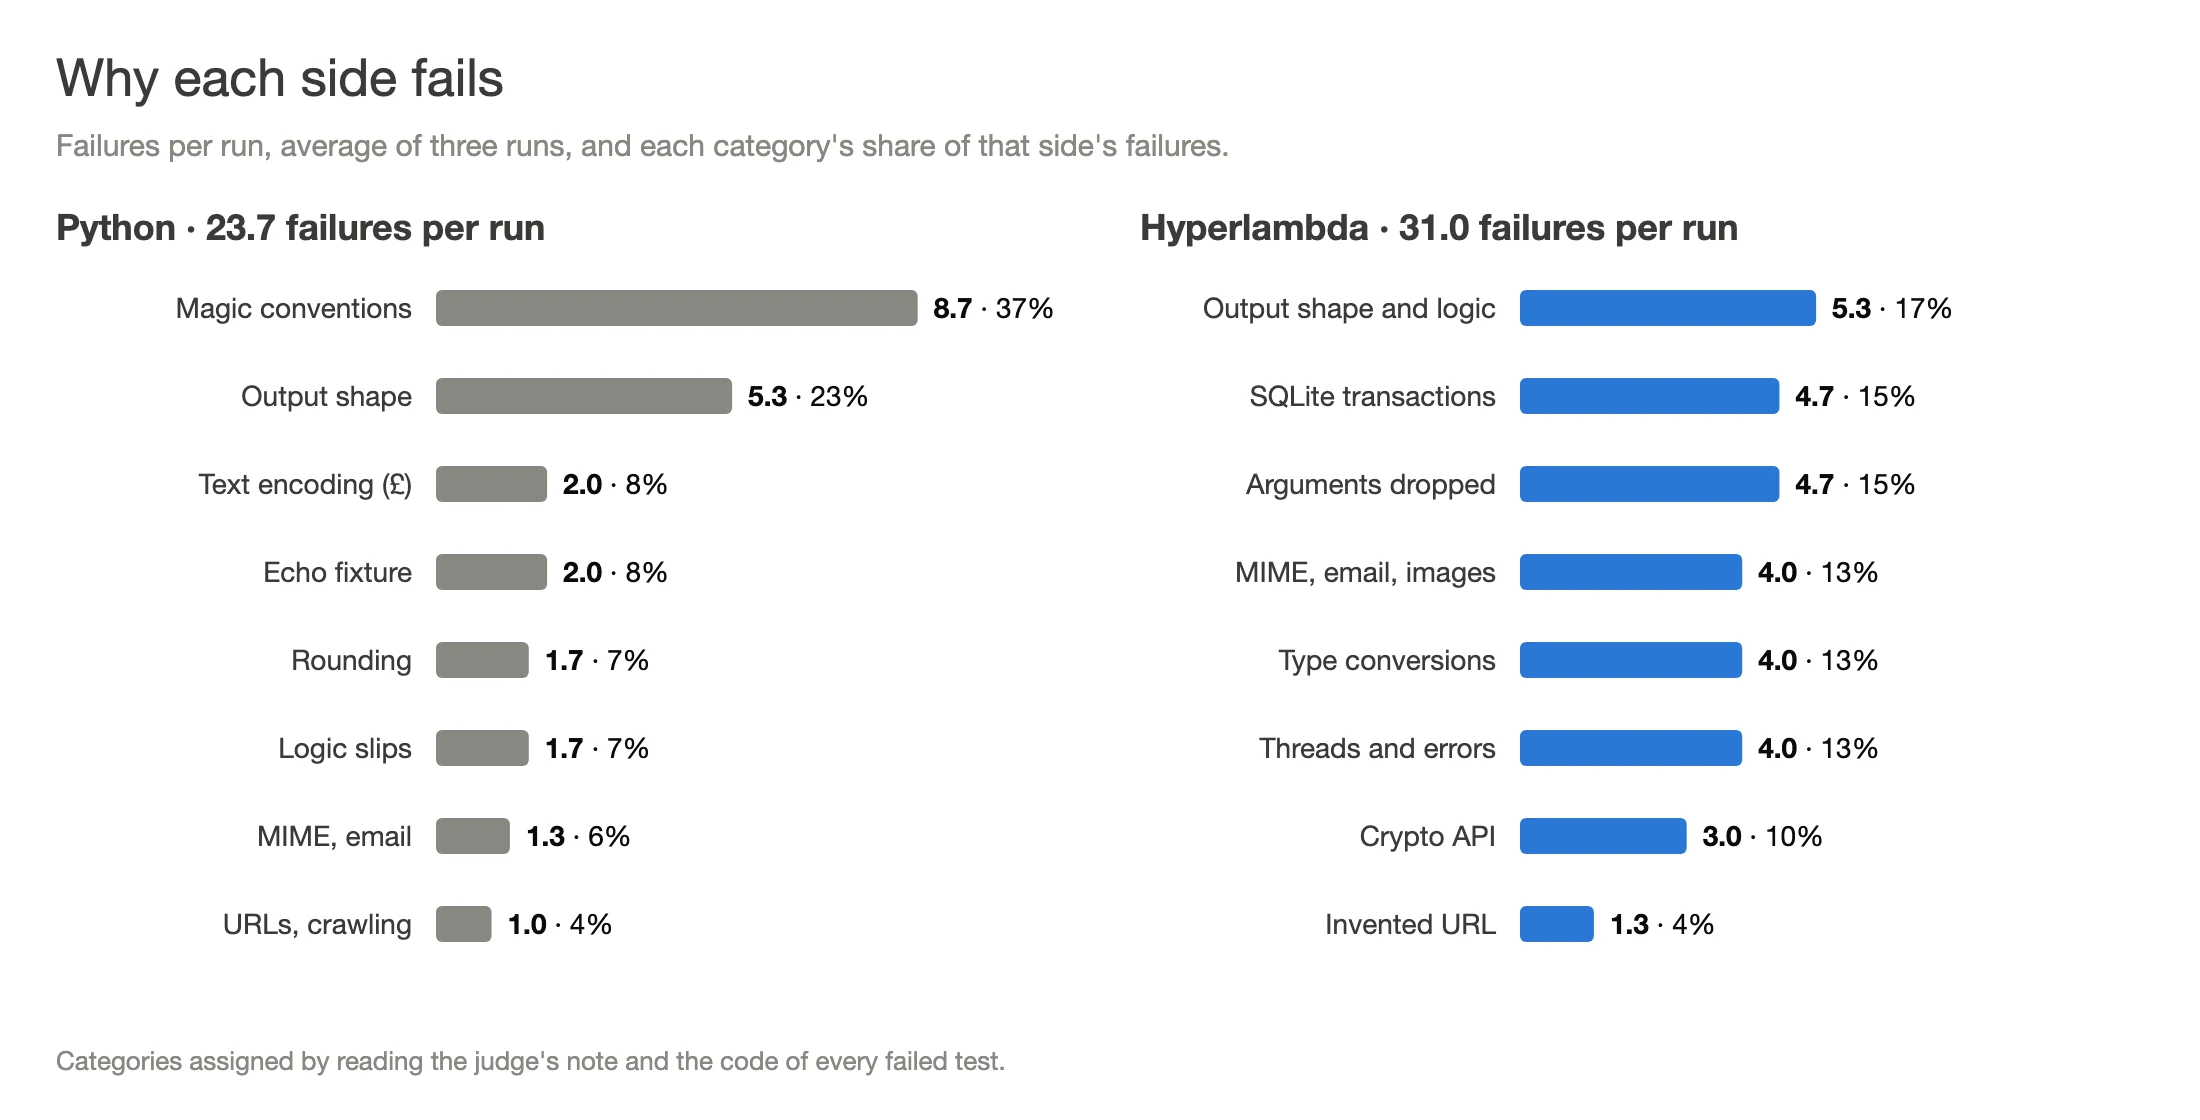 Why each side fails
Failures per run, average of three runs, and each category's share of that side's failures.
Python · 23.7 failures per run
Magic conventions 8.7 · 37%
Output shape 5.3 · 23%
Text encoding (£) 2.0 · 8%
Echo fixture 2.0 · 8%
Rounding 1.7 · 7%
Logic slips 1.7 · 7%
MIME, email 1.3 · 6%
URLs, crawling 1.0 · 4%
Hyperlambda · 31.0 failures per run
Output shape and logic 5.3 · 17%
SQLite transactions 4.7 · 15%
Arguments dropped 4.7 · 15%
MIME, email, images 4.0 · 13%
Type conversions 4.0 · 13%
Threads and errors 4.0 · 13%
Crypto API 3.0 · 10%
Invented URL 1.3 · 4%
Categories assigned by reading the judge's note and the code of every failed test.